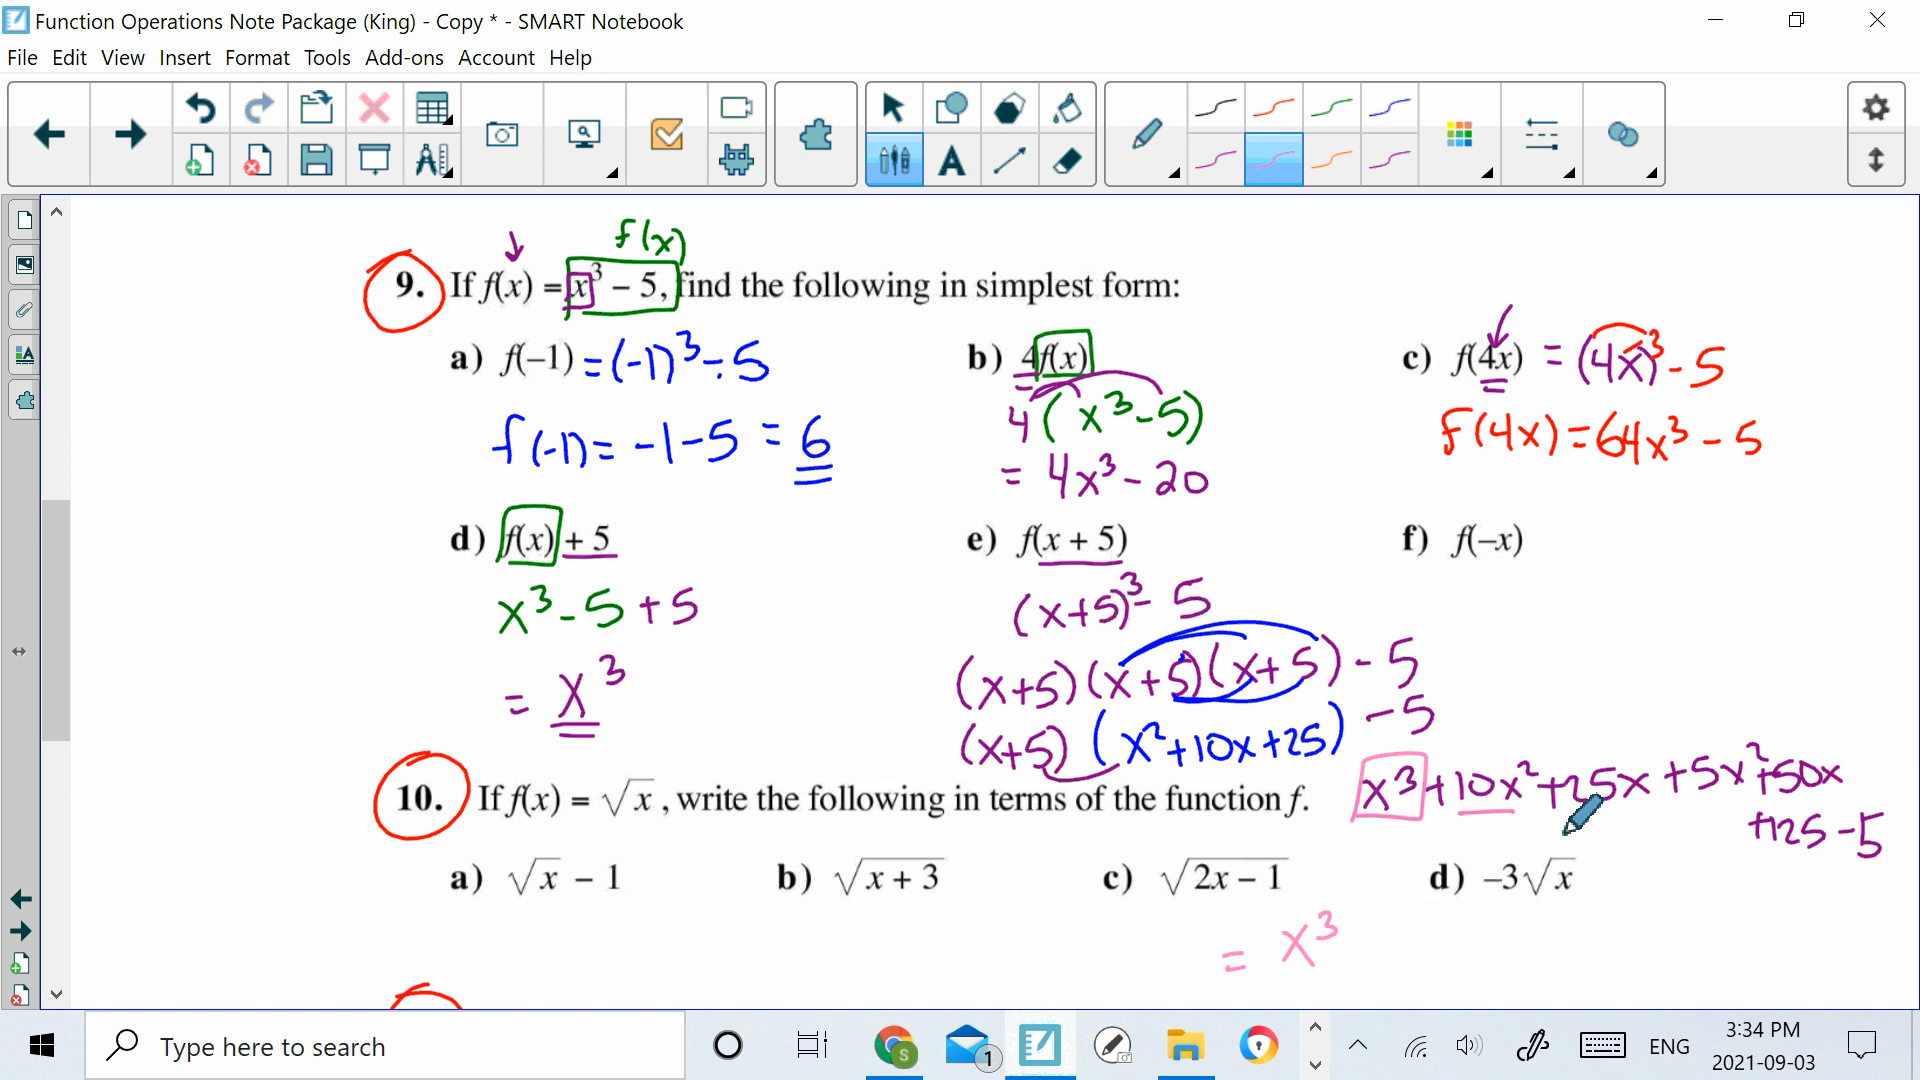 Function Operations Note Package (King) - Copy * - SMART Notebook
File Edit View Insert Format Tools Add-ons Account Help
f(x)
9. If f(x) = x³ – 5, find the following in simplest form:
a) f(–1) = (-1)³ - 5
f(-1) = -1-5 = 6
b) 4f(x)
4(x³-5)
= 4x³-20
c) f(4x) = (4x)³-5
f(4x) = 64x³-5
d) f(x) + 5
x³-5+5
= x³
e) f(x + 5)
(x+5)³-5
(x+5)(x+5)(x+5)-5
(x+5)(x²+10x+25)-5
x³+10x²+25x+5x²+50x
+125-5
= x³
f) f(–x)
10. If f(x) = √x, write the following in terms of the function f.
a) √x – 1
b) √x + 3
c) √2x – 1
d) –3√x
Type here to search
S
1
ENG
3:34 PM
2021-09-03